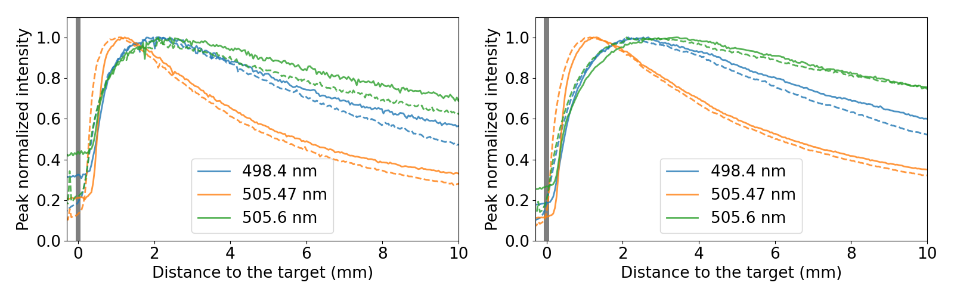 Peak normalized intensity
1.0
0.8
0.6
0.4
0.2
0.0
498.4 nm
505.47 nm
505.6 nm
0 2 4 6 8 10
Distance to the target (mm)
Peak normalized intensity
1.0
0.8
0.6
0.4
0.2
0.0
498.4 nm
505.47 nm
505.6 nm
0 2 4 6 8 10
Distance to the target (mm)